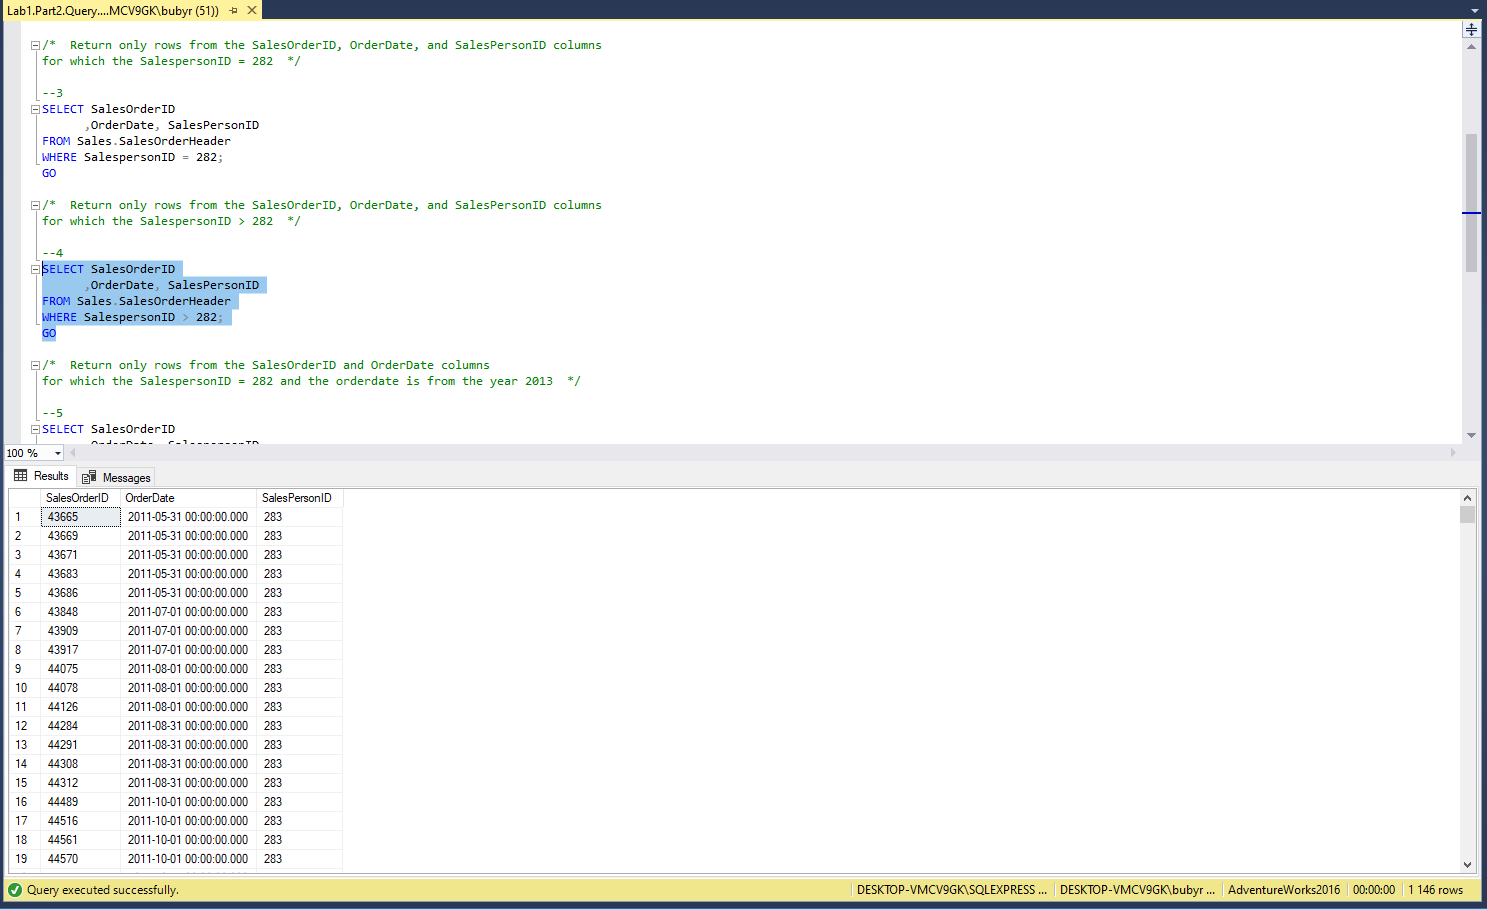 Lab1.Part2.Query....MCV9GK\bubyr (51))
/*  Return only rows from the SalesOrderID, OrderDate, and SalesPersonID columns
for which the SalespersonID = 282  */
--3
SELECT SalesOrderID
      ,OrderDate, SalesPersonID
FROM Sales.SalesOrderHeader
WHERE SalespersonID = 282;
GO
/*  Return only rows from the SalesOrderID, OrderDate, and SalesPersonID columns
for which the SalespersonID > 282  */
--4
SELECT SalesOrderID
      ,OrderDate, SalesPersonID
FROM Sales.SalesOrderHeader
WHERE SalespersonID > 282;
GO
/*  Return only rows from the SalesOrderID and OrderDate columns
for which the SalespersonID = 282 and the orderdate is from the year 2013  */
--5
SELECT SalesOrderID
      ,OrderDate, SalespersonID
100 %
Results Messages
SalesOrderID OrderDate SalesPersonID
1 43665 2011-05-31 00:00:00.000 283
2 43669 2011-05-31 00:00:00.000 283
3 43671 2011-05-31 00:00:00.000 283
4 43683 2011-05-31 00:00:00.000 283
5 43686 2011-05-31 00:00:00.000 283
6 43848 2011-07-01 00:00:00.000 283
7 43909 2011-07-01 00:00:00.000 283
8 43917 2011-07-01 00:00:00.000 283
9 44075 2011-08-01 00:00:00.000 283
10 44078 2011-08-01 00:00:00.000 283
11 44126 2011-08-01 00:00:00.000 283
12 44284 2011-08-31 00:00:00.000 283
13 44291 2011-08-31 00:00:00.000 283
14 44308 2011-08-31 00:00:00.000 283
15 44312 2011-08-31 00:00:00.000 283
16 44489 2011-10-01 00:00:00.000 283
17 44516 2011-10-01 00:00:00.000 283
18 44561 2011-10-01 00:00:00.000 283
19 44570 2011-10-01 00:00:00.000 283
Query executed successfully. DESKTOP-VMCV9GK\SQLEXPRESS ... DESKTOP-VMCV9GK\bubyr ... AdventureWorks2016 00:00:00 1 146 rows